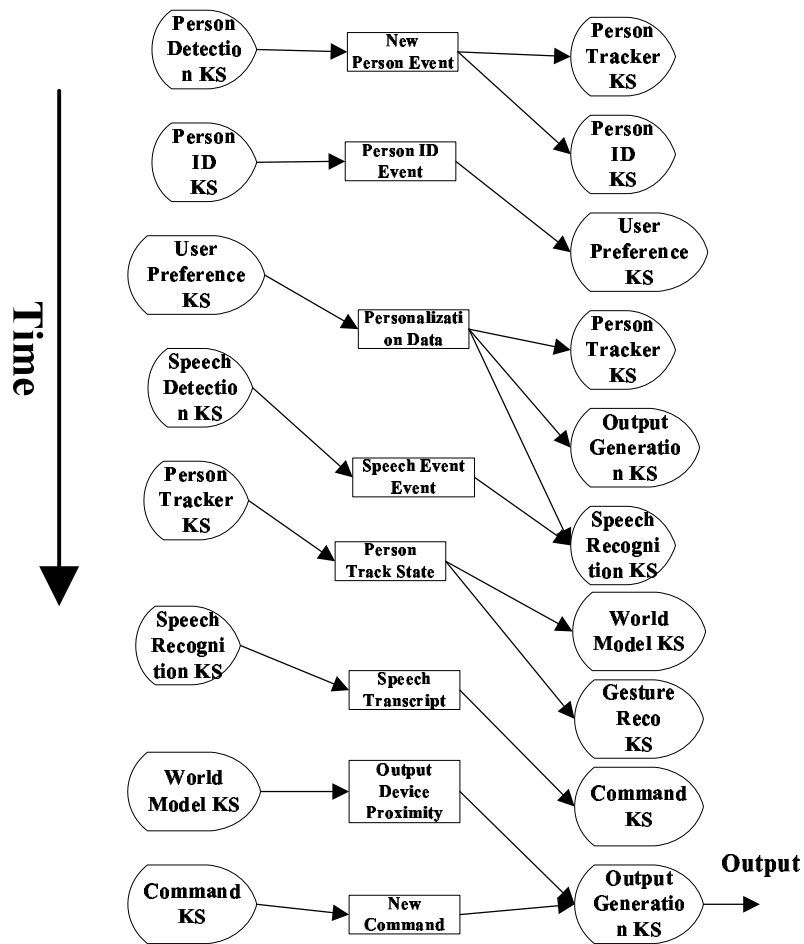 Person
Detectio
n KS
New
Person Event
Person
Tracker
KS
Person
ID
KS
Person ID
Event
Person
ID
KS
User
Preference
KS
User
Preference
KS
Time
Personalizati
on Data
Person
Tracker
KS
Speech
Detectio
n KS
Output
Generatio
n KS
Person
Tracker
KS
Speech Event
Event
Speech
Recogni
tion KS
Person
Track State
World
Model KS
Speech
Recogni
tion KS
Speech
Transcript
Gesture
Reco
KS
World
Model KS
Output
Device
Proximity
Command
KS
Output
Command
KS
New
Command
Output
Generatio
n KS